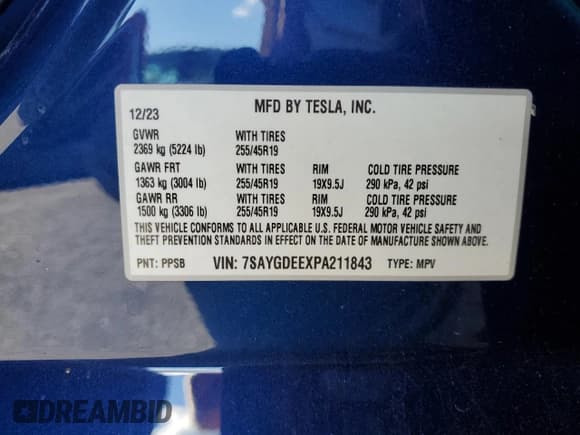 12/23 MFD BY TESLA, INC.
GVWR WITH TIRES
2369 kg (5224 lb) 255/45R19
GAWR FRT WITH TIRES RIM COLD TIRE PRESSURE
1363 kg (3004 lb) 255/45R19 19X9.5J 290 kPa, 42 psi
GAWR RR WITH TIRES RIM COLD TIRE PRESSURE
1500 kg (3306 lb) 255/45R19 19X9.5J 290 kPa, 42 psi
THIS VEHICLE CONFORMS TO ALL APPLICABLE U.S. FEDERAL MOTOR VEHICLE SAFETY AND
THEFT PREVENTION STANDARDS IN EFFECT ON THE DATE OF MANUFACTURE SHOWN ABOVE.
PNT: PPSB VIN: 7SAYGDEEXPA211843 TYPE: MPV
DREAMBID